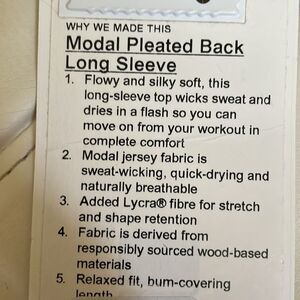 WHY WE MADE THIS
Modal Pleated Back
Long Sleeve
1. Flowy and silky soft, this
long-sleeve top wicks sweat and
dries in a flash so you can
move on from your workout in
complete comfort
2. Modal jersey fabric is
sweat-wicking, quick-drying and
naturally breathable
3. Added Lycra® fibre for stretch
and shape retention
4. Fabric is derived from
responsibly sourced wood-based
materials
5. Relaxed fit, bum-covering
length